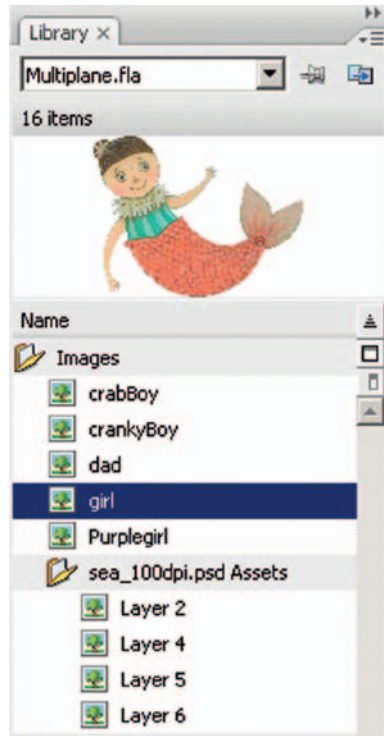 Library ×
Multiplane.fla
16 items
Name
Images
crabBoy
crankyBoy
dad
girl
Purplegirl
sea_100dpi.psd Assets
Layer 2
Layer 4
Layer 5
Layer 6